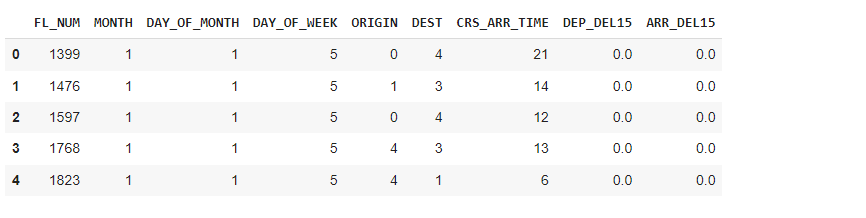 FL_NUM MONTH DAY_OF_MONTH DAY_OF_WEEK ORIGIN DEST CRS_ARR_TIME DEP_DEL15 ARR_DEL15
0 1399 1 1 5 0 4 21 0.0 0.0
1 1476 1 1 5 1 3 14 0.0 0.0
2 1597 1 1 5 0 4 12 0.0 0.0
3 1768 1 1 5 4 3 13 0.0 0.0
4 1823 1 1 5 4 1 6 0.0 0.0